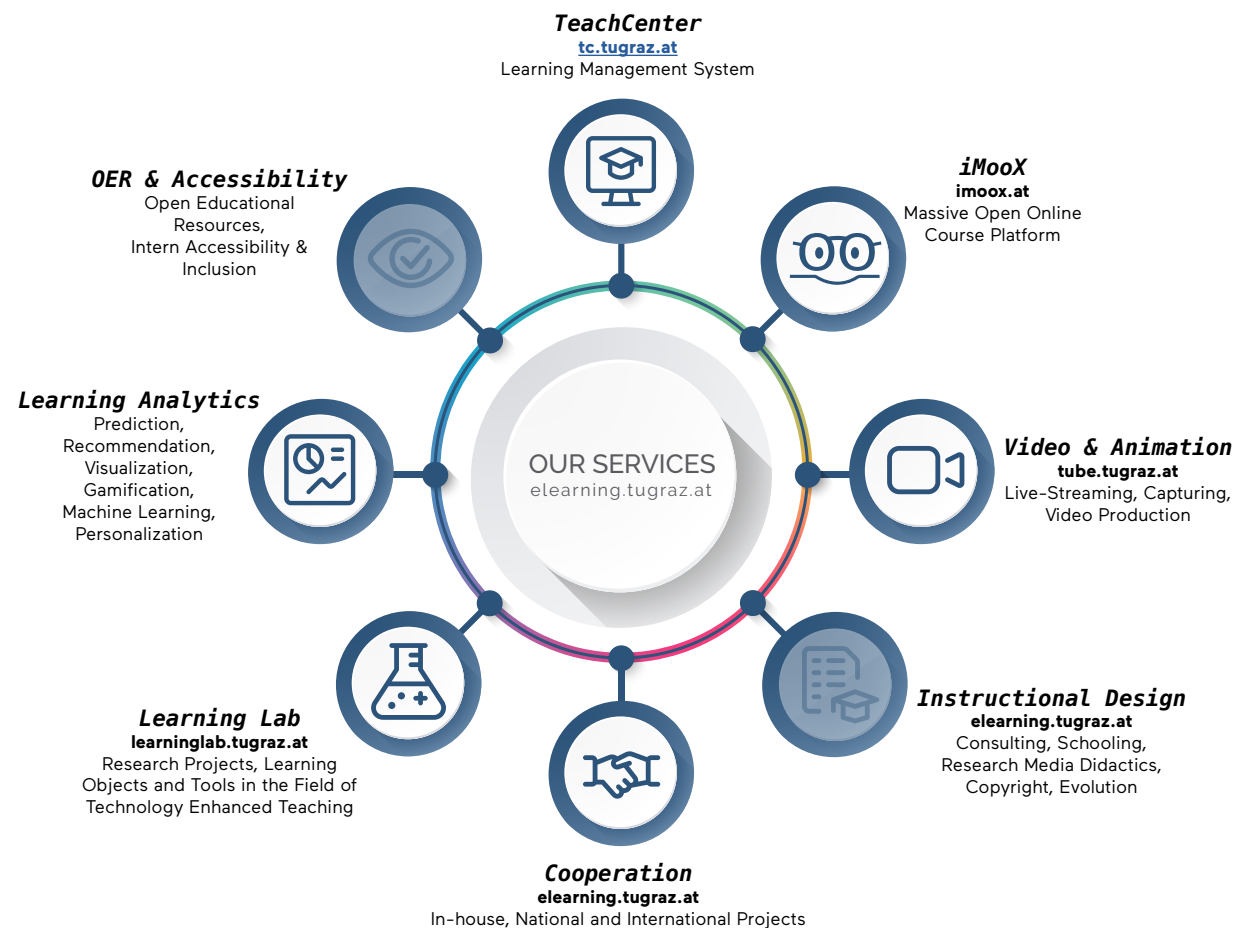 TeachCenter
tc.tugraz.at
Learning Management System
iMooX
imoox.at
Massive Open Online
Course Platform
OER & Accessibility
Open Educational
Resources,
Intern Accessibility &
Inclusion
Learning Analytics
Prediction,
Recommendation,
Visualization,
Gamification,
Machine Learning,
Personalization
OUR SERVICES
elearning.tugraz.at
Video & Animation
tube.tugraz.at
Live-Streaming, Capturing,
Video Production
Learning Lab
learninglab.tugraz.at
Research Projects, Learning
Objects and Tools in the Field of
Technology Enhanced Teaching
Instructional Design
elearning.tugraz.at
Consulting, Schooling,
Research Media Didactics,
Copyright, Evolution
Cooperation
elearning.tugraz.at
In-house, National and International Projects